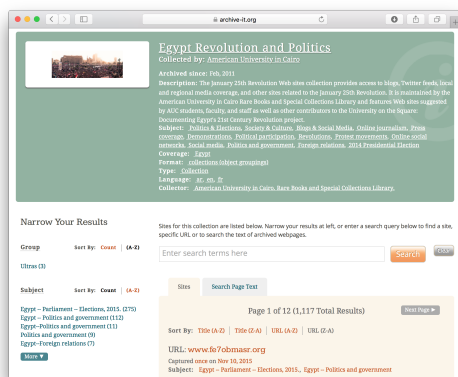 archive-it.org
Egypt Revolution and Politics
Collected by: American University in Cairo
Archived since: Feb, 2011
Description: The January 25th Revolution Web sites collection provides access to blogs, Twitter feeds, local
and regional media coverage, and other sites related to the January 25th Revolution. It is maintained by the
American University in Cairo Rare Books and Special Collections Library and features Web sites suggested
by AUC students, faculty, and staff as well other contributors to the University on the Square:
Documenting Egypt's 21st Century Revolution project.
Subject: Politics & Elections, Society & Culture, Blogs & Social Media, Online journalism, Press
coverage, Demonstrations, Political participation, Revolutions, Protest movements, Online social
networks, Social media, Politics and government, Foreign relations, 2014 Presidential Election
Coverage: Egypt
Format: collections (object groupings)
Type: Collection
Language: ar, en, fr
Collector: American University in Cairo. Rare Books and Special Collections Library.
Narrow Your Results
Sites for this collection are listed below. Narrow your results at left, or enter a search query below to find a site,
specific URL or to search the text of archived webpages.
Group Sort By: Count | (A-Z)
Enter search terms here Search
Ultras (3)
Sites Search Page Text
Subject Sort By: Count | (A-Z)
Egypt -- Parliament -- Elections, 2015. (275)
Egypt -- Politics and government (112)
Egypt--Politics and government (11)
Politics and government (9)
Egypt--Foreign relations (7)
More ▼
Page 1 of 12 (1,117 Total Results) Next Page ►
Sort By: Title (A-Z) | Title (Z-A) | URL (A-Z) | URL (Z-A)
URL: www.fe7obmasr.org
Captured once on Nov 10, 2015
Subject: Egypt -- Parliament -- Elections, 2015., Egypt -- Politics and government